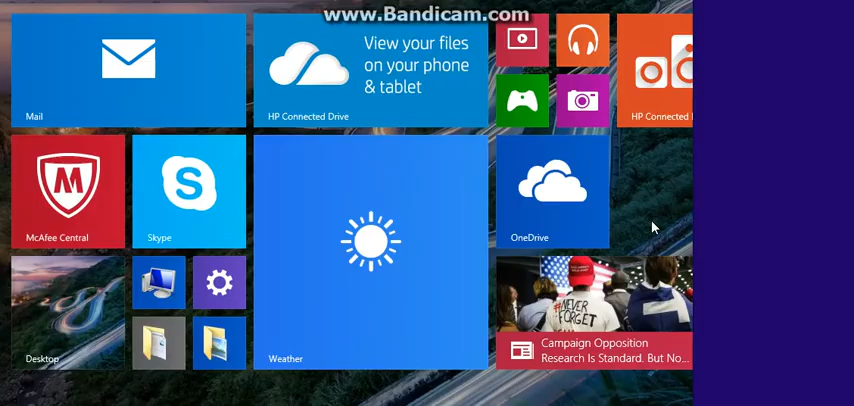 www.Bandicam.com
Mail
View your files
on your phone
& tablet
HP Connected Drive
HP Connected
McAfee Central
S
Skype
Weather
OneDrive
Desktop
#NEVER
FORGET
Campaign Opposition
Research Is Standard. But No...